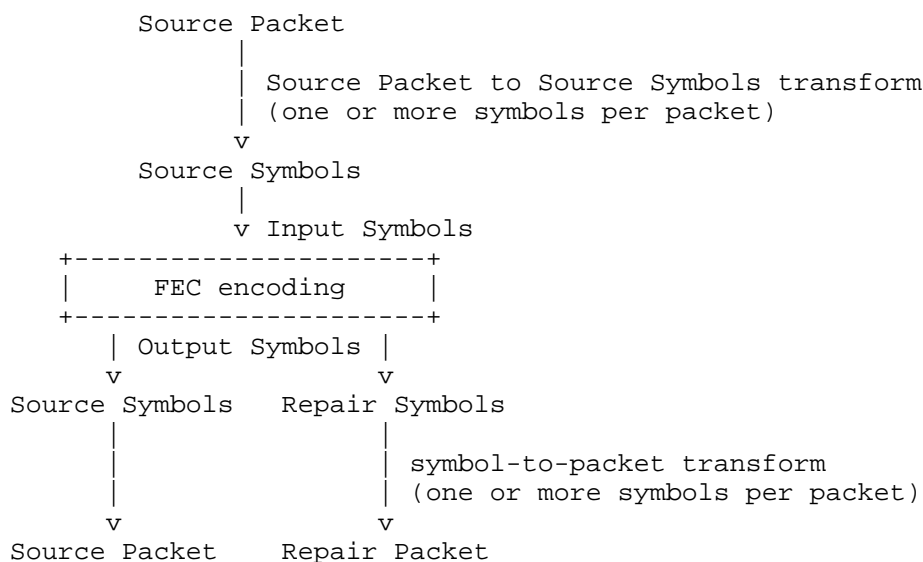 Source Packet
|
| Source Packet to Source Symbols transform
| (one or more symbols per packet)
v
Source Symbols
|
v Input Symbols
+----------------------+
| FEC encoding |
+----------------------+
| Output Symbols |
v v
Source Symbols Repair Symbols
| |
| | symbol-to-packet transform
| | (one or more symbols per packet)
v v
Source Packet Repair Packet